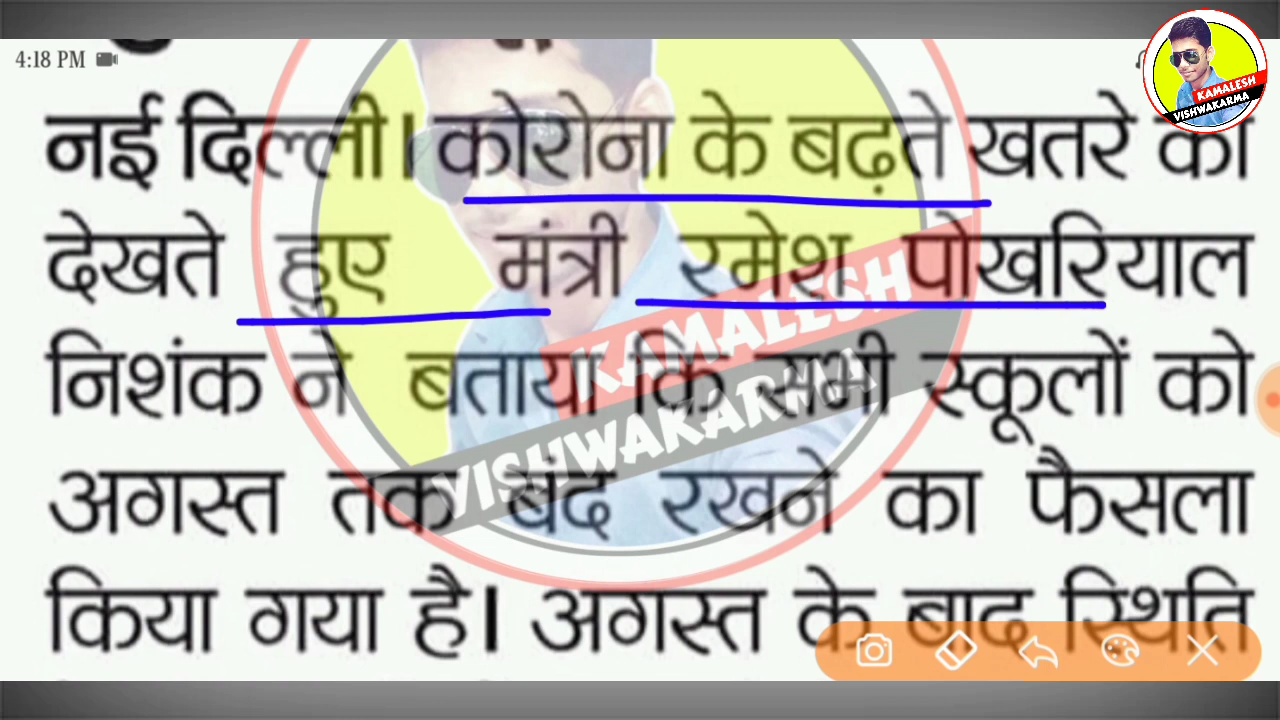 4:18 PM
KAMALESH
VISHWAKARMA
नई दिल्ली। कोरोना के बढ़ते खतरे को
देखते हुए मंत्री रमेश पोखरियाल
निशंक ने बताया कि सभी स्कूलों को
अगस्त तक बंद रखने का फैसला
किया गया है। अगस्त के बाद स्थिति
KAMALESH
VISHWAKARMA